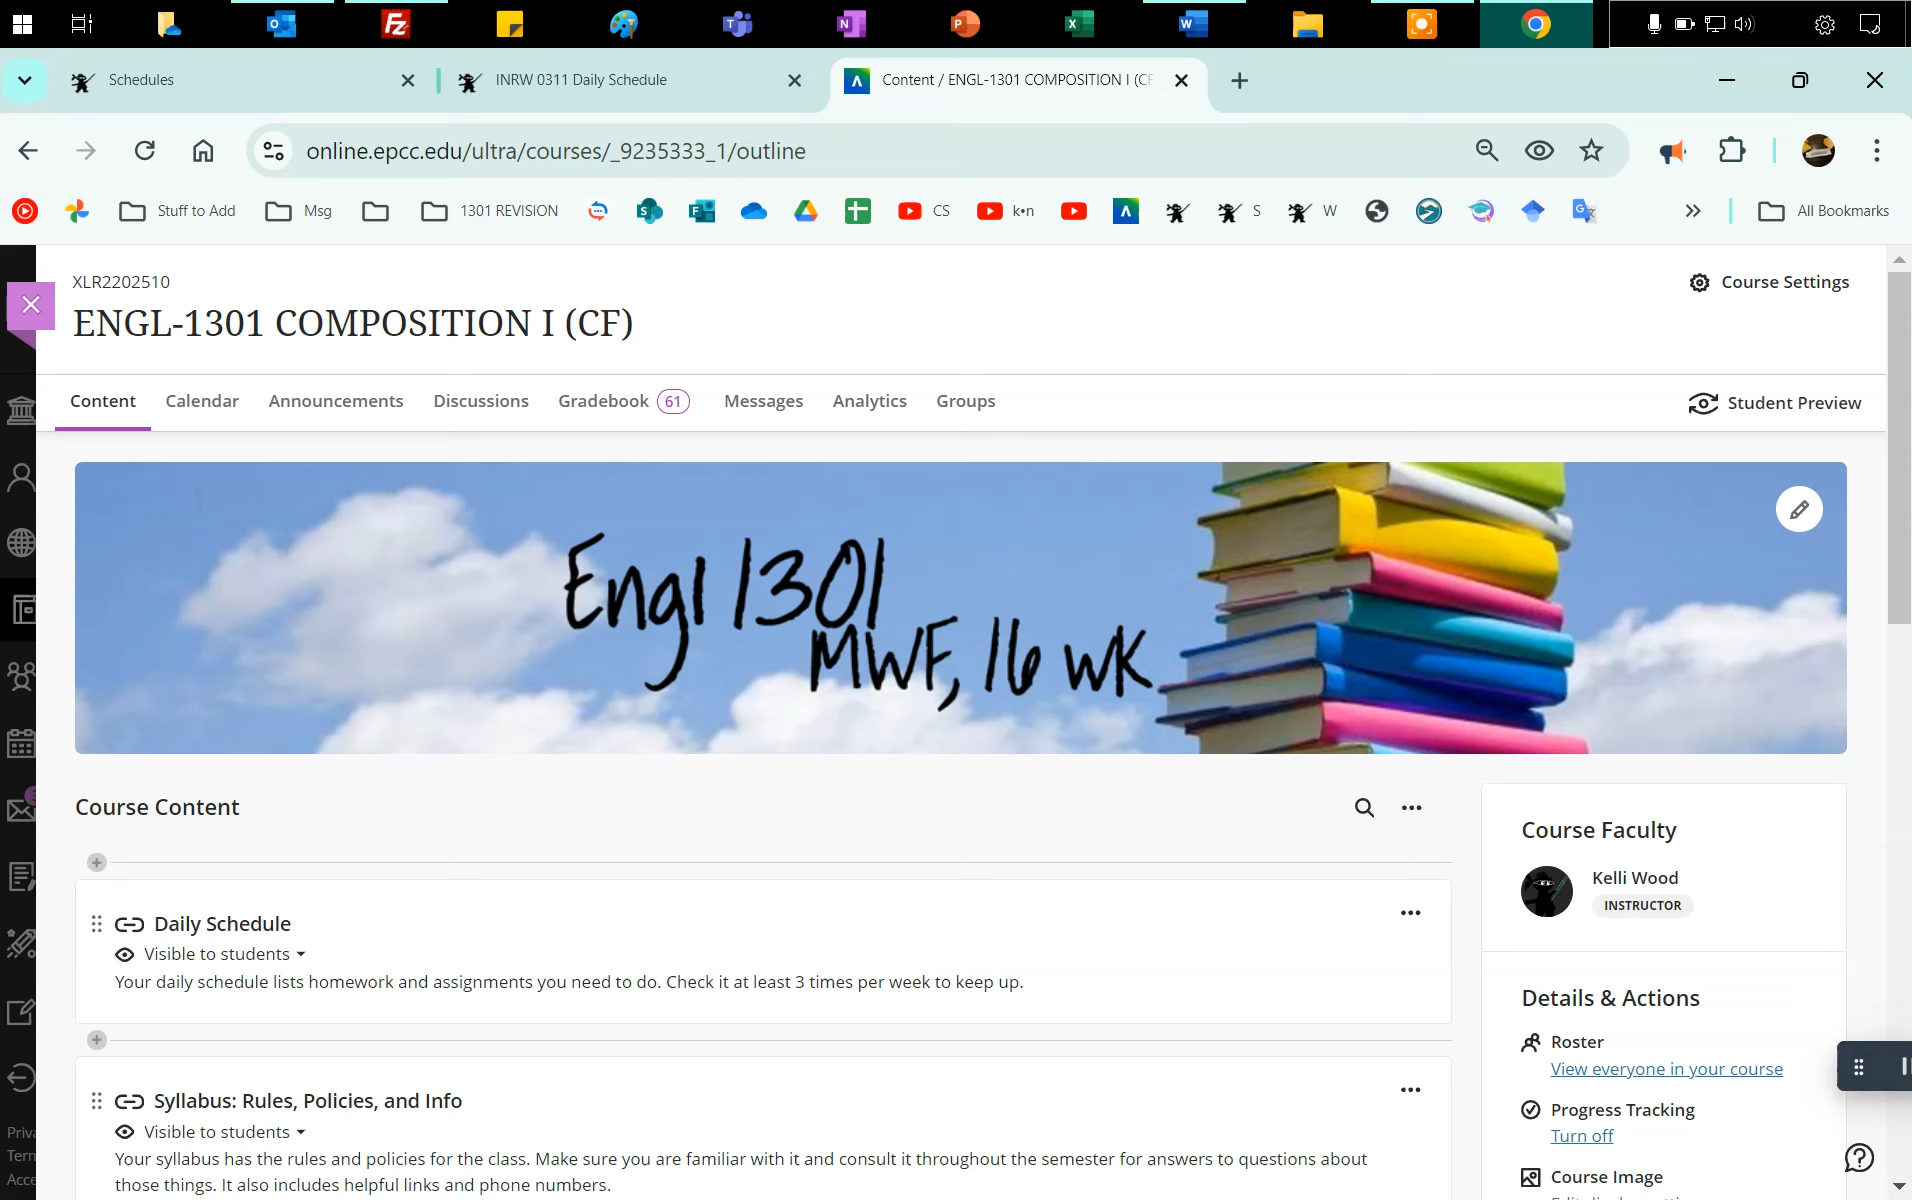 Schedules
INRW 0311 Daily Schedule
Content / ENGL-1301 COMPOSITION I (CF
online.epcc.edu/ultra/courses/_9235333_1/outline
Stuff to Add
Msg
1301 REVISION
CS
k•n
S
W
All Bookmarks
XLR2202510
ENGL-1301 COMPOSITION I (CF)
Course Settings
Content
Calendar
Announcements
Discussions
Gradebook 61
Messages
Analytics
Groups
Student Preview
Engl 1301
MWF, 16 wk
Course Content
Daily Schedule
Visible to students
Your daily schedule lists homework and assignments you need to do. Check it at least 3 times per week to keep up.
Syllabus: Rules, Policies, and Info
Visible to students
Your syllabus has the rules and policies for the class. Make sure you are familiar with it and consult it throughout the semester for answers to questions about
those things. It also includes helpful links and phone numbers.
Course Faculty
Kelli Wood
INSTRUCTOR
Details & Actions
Roster
View everyone in your course
Progress Tracking
Turn off
Course Image
Priva
Term
Acce